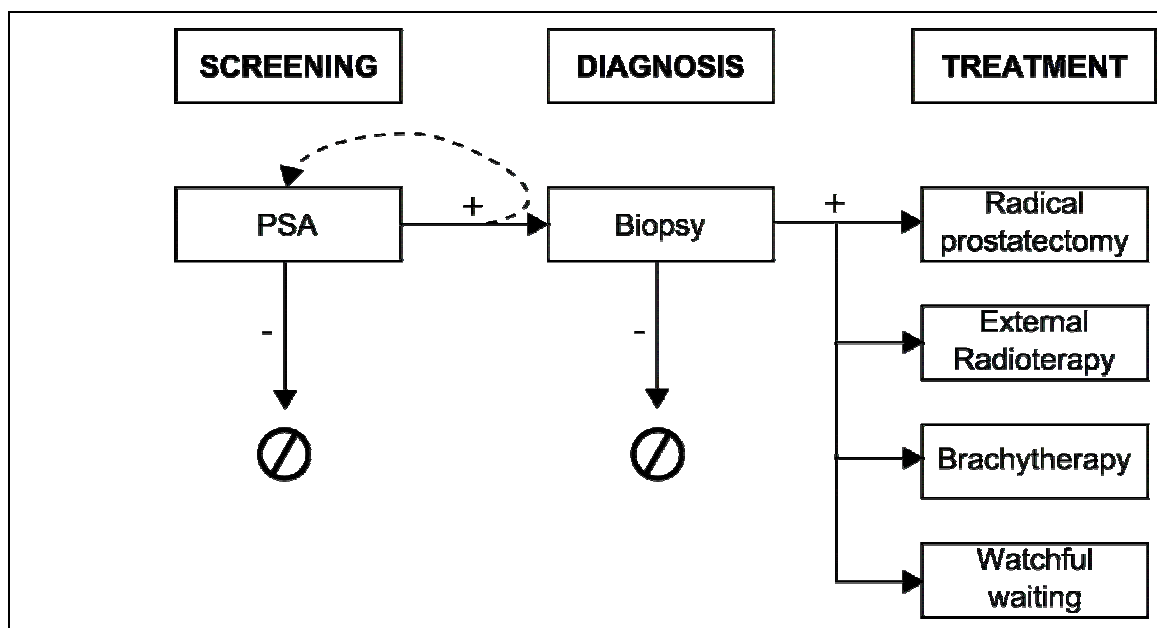 SCREENING
DIAGNOSIS
TREATMENT
PSA
+
Biopsy
+
Radical
prostatectomy
-
-
External
Radioterapy
Brachytherapy
Watchful
waiting